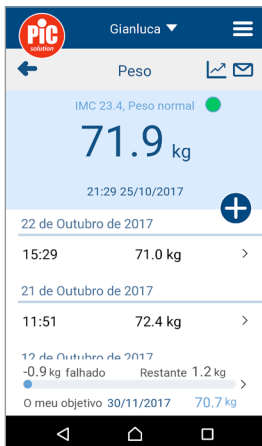 PiC
solution
Gianluca
Peso
IMC 23.4, Peso normal
71.9 kg
21:29 25/10/2017
22 de Outubro de 2017
15:29 71.0 kg
21 de Outubro de 2017
11:51 72.4 kg
12 de Outubro de 2017
-0.9 kg falhado Restante 1.2 kg
O meu objetivo 30/11/2017 70.7 kg